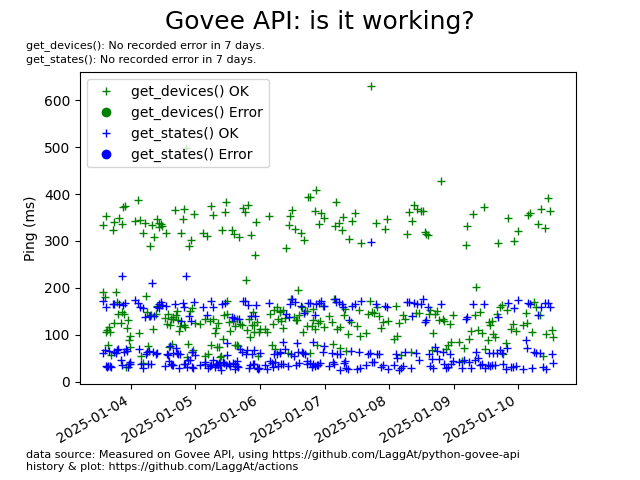 Govee API: is it working?
get_devices(): No recorded error in 7 days.
get_states(): No recorded error in 7 days.
get_devices() OK
get_devices() Error
get_states() OK
get_states() Error
Ping (ms)
600
500
400
300
200
100
0
2025-01-04
2025-01-05
2025-01-06
2025-01-07
2025-01-08
2025-01-09
2025-01-10
data source: Measured on Govee API, using https://github.com/LaggAt/python-govee-api
history & plot: https://github.com/LaggAt/actions